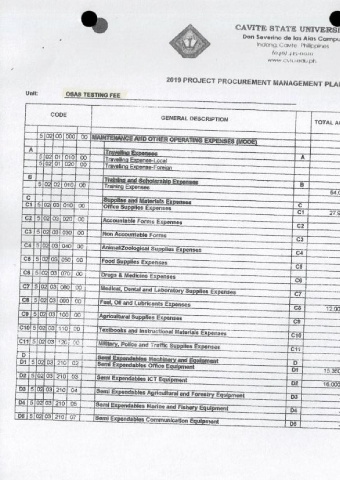 CAVITE STATE UNIVERSI
Don Severino de las Alas Campu
Indang, Cavite, Philippines
www.cvsu.edu.ph
2019 PROJECT PROCUREMENT MANAGEMENT PLA
Unit: OSAS TESTING FEE
CODE GENERAL DESCRIPTION TOTAL A
5 02 00 000 00 MAINTENANCE AND OTHER OPERATING EXPENSES (MODE)
A Travelling Expenses A
5 02 01 010 00 Travelling Expense-Local
5 02 01 020 00 Travelling Expense-Foreign
B Training and Scholarship Expenses B
5 02 02 010 00 Training Expenses
C Supplies and Materials Expenses C
C1 5 02 03 010 00 Office Supplies Expenses C1
C2 5 02 03 020 00 Accountable Forms Expenses C2
C3 5 02 03 030 00 Non Accountable Forms C3
C4 5 02 03 040 00 Animal/Zoological Supplies Expenses C4
C5 5 02 03 050 00 Food Supplies Expenses C5
C6 5 02 03 070 00 Drugs & Medicine Expenses C6
C7 5 02 03 080 00 Medical, Dental and Laboratory Supplies Expenses C7
C8 5 02 03 090 00 Fuel, Oil and Lubricants Expenses C8 12,00
C9 5 02 03 100 00 Agricultural Supplies Expenses C9
C10 5 02 03 110 00 Textbooks and Instructional Materials Expenses C10
C11 5 02 03 120 00 Military, Police and Traffic Supplies Expenses C11
D Semi Expendables Machinery and Equipment D
D1 5 02 03 210 02 Semi Expendables Office Equipment D1
D2 5 02 03 210 03 Semi Expendables ICT Equipment D2 16,000
D3 5 02 03 210 04 Semi Expendables Agricultural and Forestry Equipment D3
D4 5 02 03 210 05 Semi Expendables Marine and Fishery Equipment D4
D5 5 02 03 210 07 Semi Expendables Communication Equipment D5